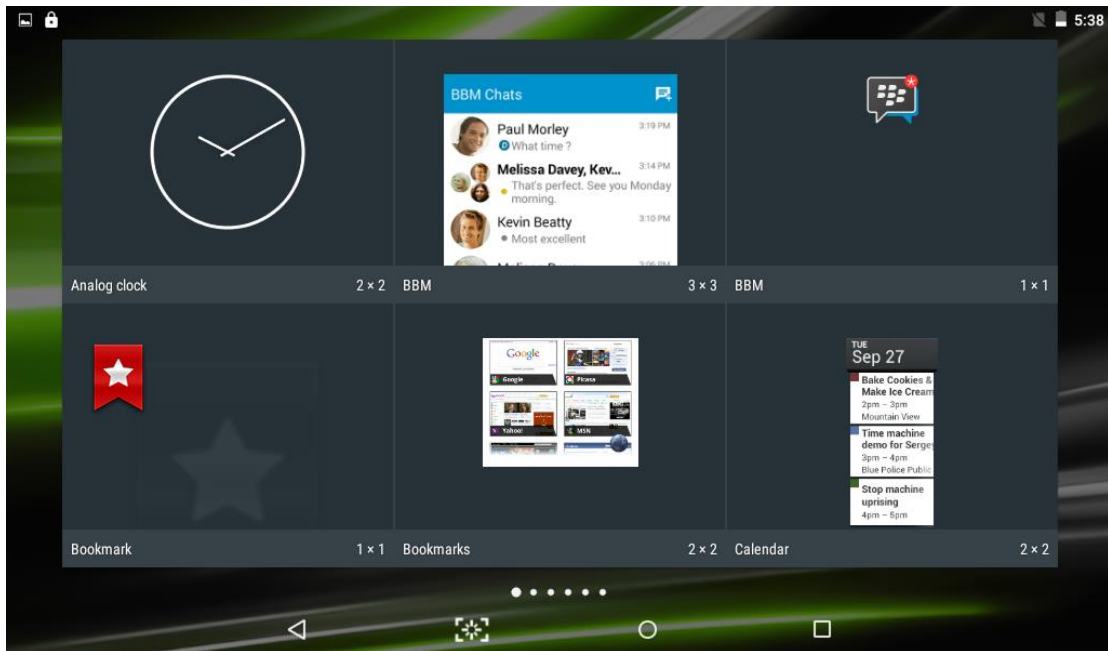 5:38
BBM Chats
Paul Morley 3:19 PM
What time ?
Melissa Davey, Kev... 3:14 PM
That's perfect. See you Monday
morning.
Kevin Beatty 3:10 PM
Most excellent
Analog clock 2 × 2
BBM 3 × 3
BBM 1 × 1
Google
Google
Picasa
Yahoo!
MSN
TUE
Sep 27
Bake Cookies &
Make Ice Cream
2pm – 3pm
Mountain View
Time machine
demo for Sergey
3pm – 4pm
Blue Police Public
Stop machine
uprising
4pm – 5pm
Bookmark 1 × 1
Bookmarks 2 × 2
Calendar 2 × 2